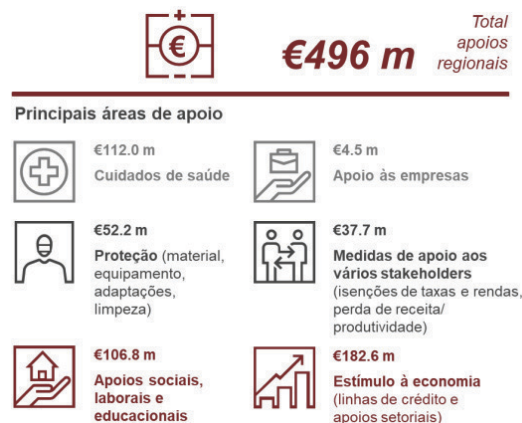 €
€496 m
Total
apoios
regionais
Principais áreas de apoio
€112.0 m
Cuidados de saúde
€4.5 m
Apoio às empresas
€52.2 m
Proteção (material,
equipamento,
adaptações,
limpeza)
€37.7 m
Medidas de apoio aos
vários stakeholders
(isenções de taxas e rendas,
perda de receita/
produtividade)
€106.8 m
Apoios sociais,
laborais e
educacionais
€182.6 m
Estímulo à economia
(linhas de crédito e
apoios setoriais)